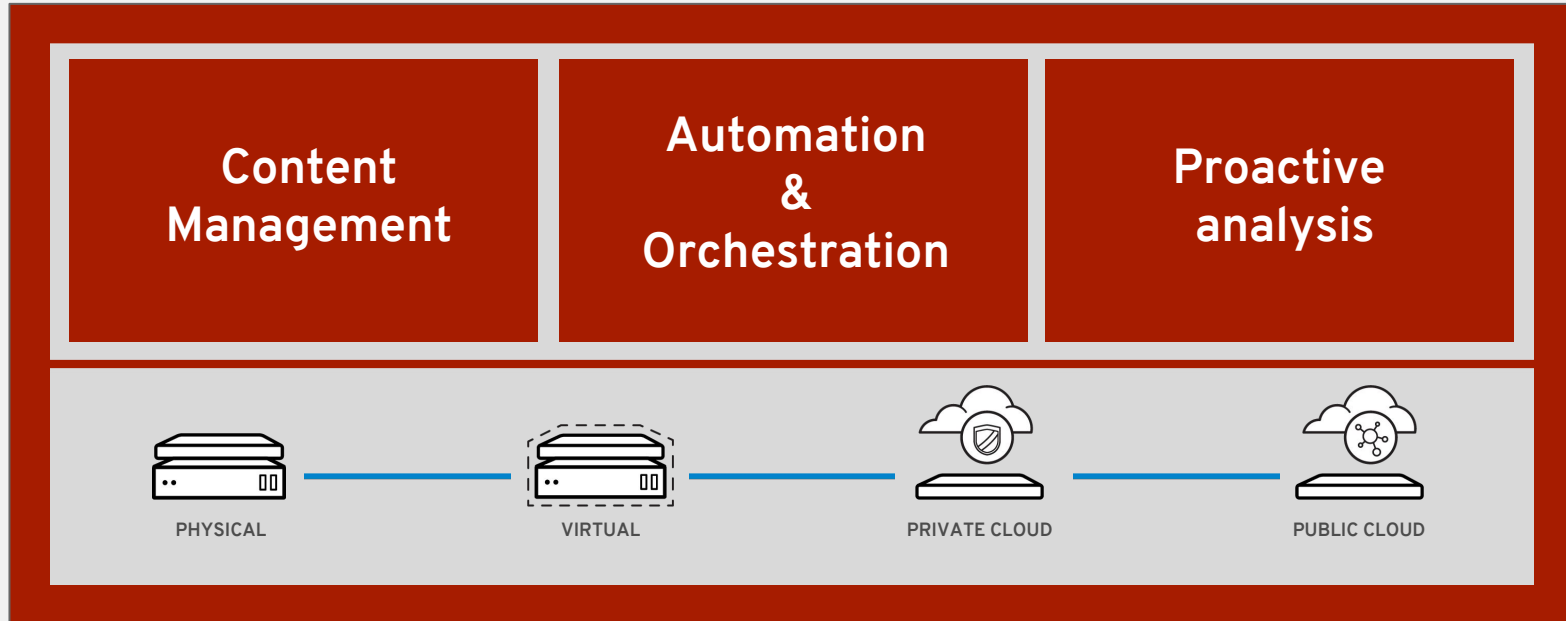 Content
Management
Automation
&
Orchestration
Proactive
analysis
PHYSICAL
VIRTUAL
PRIVATE CLOUD
PUBLIC CLOUD